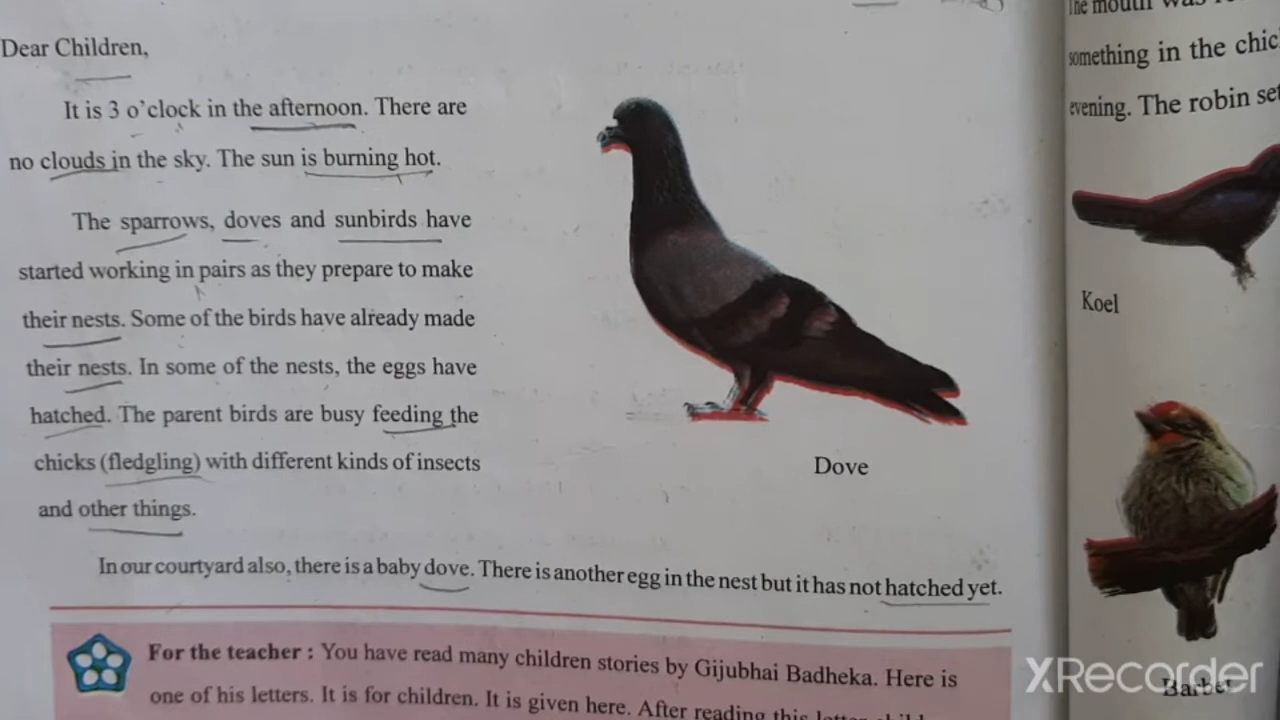 Dear Children,
It is 3 o'clock in the afternoon. There are
no clouds in the sky. The sun is burning hot.
The sparrows, doves and sunbirds have
started working in pairs as they prepare to make
their nests. Some of the birds have already made
their nests. In some of the nests, the eggs have
hatched. The parent birds are busy feeding the
chicks (fledgling) with different kinds of insects
and other things.
Dove
In our courtyard also, there is a baby dove. There is another egg in the nest but it has not hatched yet.
For the teacher : You have read many children stories by Gijubhai Badheka. Here is
one of his letters. It is for children. It is given here. After reading this letter
The mouth was
something in the
evening. The robin
Koel
Barbet
XRecorder